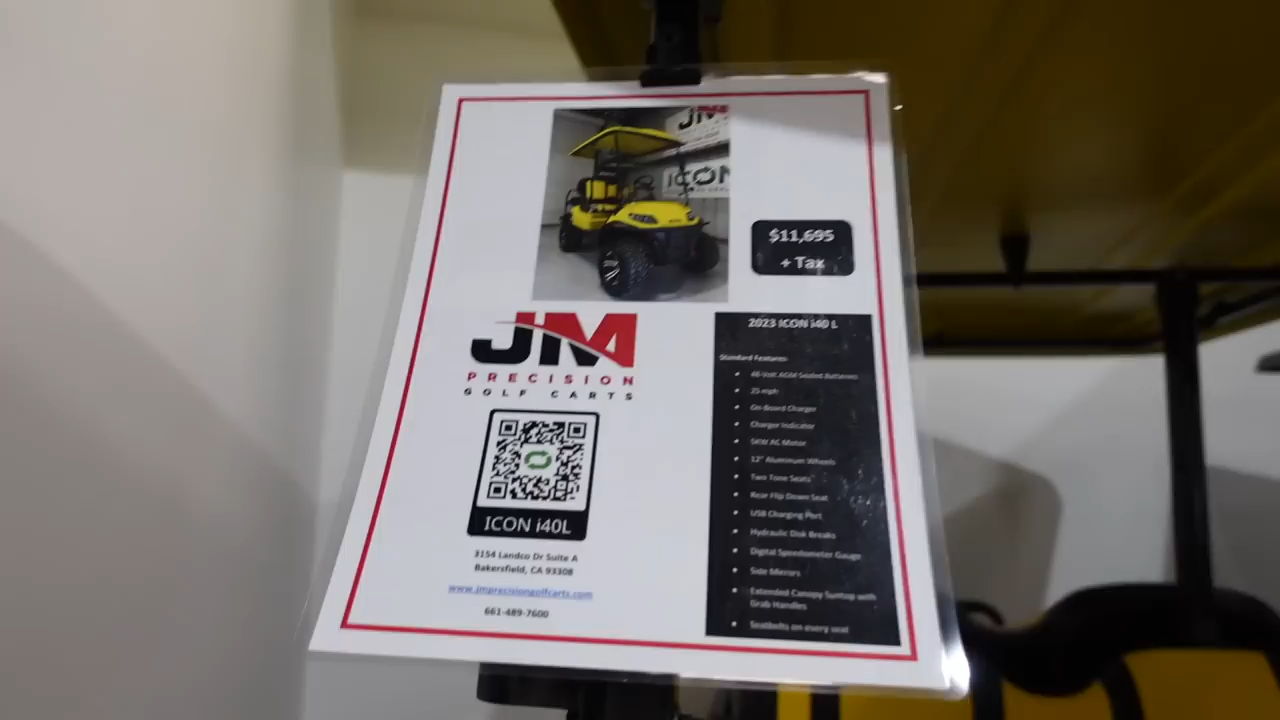 JM
ICON
$11,695
+ Tax
JM
PRECISION
GOLF CARTS
ICON i40L
3154 Landco Dr Suite A
Bakersfield, CA 93308
www.jmprecisiongolfcarts.com
661-489-7600
2023 ICON i40 L
Standard Features:
• 48-Volt AGM Sealed Batteries
• 25 mph
• On-Board Charger
• Charger Indicator
• 5KW AC Motor
• 12" Aluminum Wheels
• Two Tone Seats
• Rear Flip Down Seat
• USB Charging Port
• Hydraulic Disk Breaks
• Digital Speedometer Gauge
• Side Mirrors
• Extended Canopy Suntop with
Grab Handles
• Seatbelts on every seat